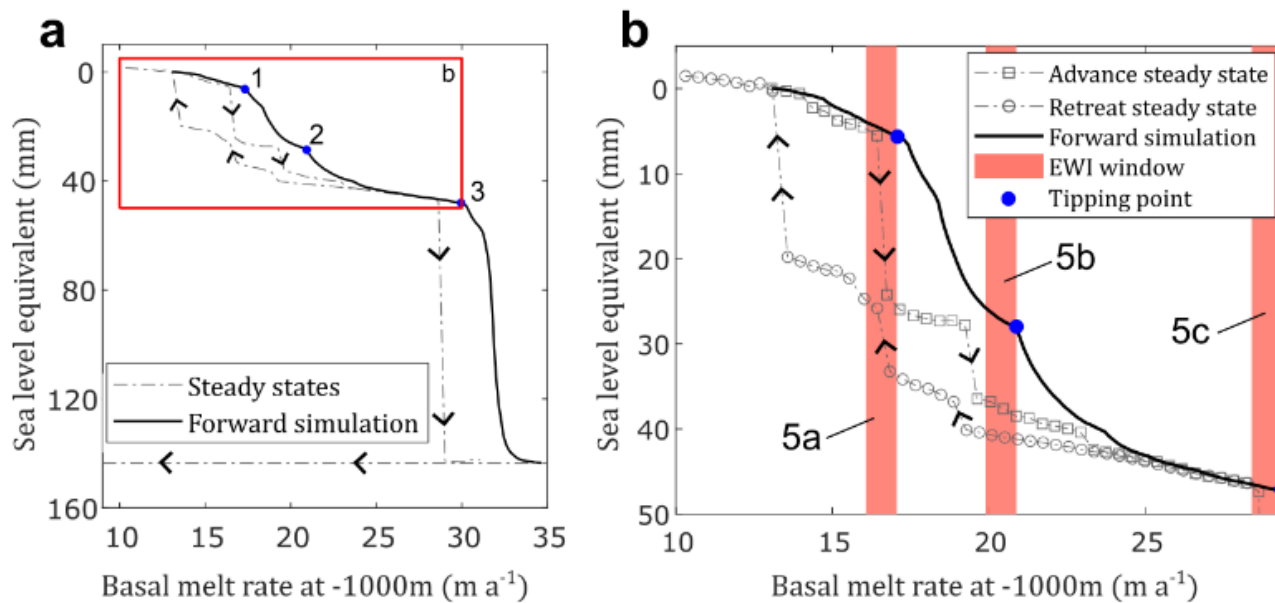 a
Sea level equivalent (mm)
0
40
80
120
160
b
1
2
3
Steady states
Forward simulation
10
15
20
25
30
35
Basal melt rate at -1000m (m a⁻¹)
b
Sea level equivalent (mm)
0
10
20
30
40
50
Advance steady state
Retreat steady state
Forward simulation
EWI window
Tipping point
5a
5b
5c
10
15
20
25
Basal melt rate at -1000m (m a⁻¹)